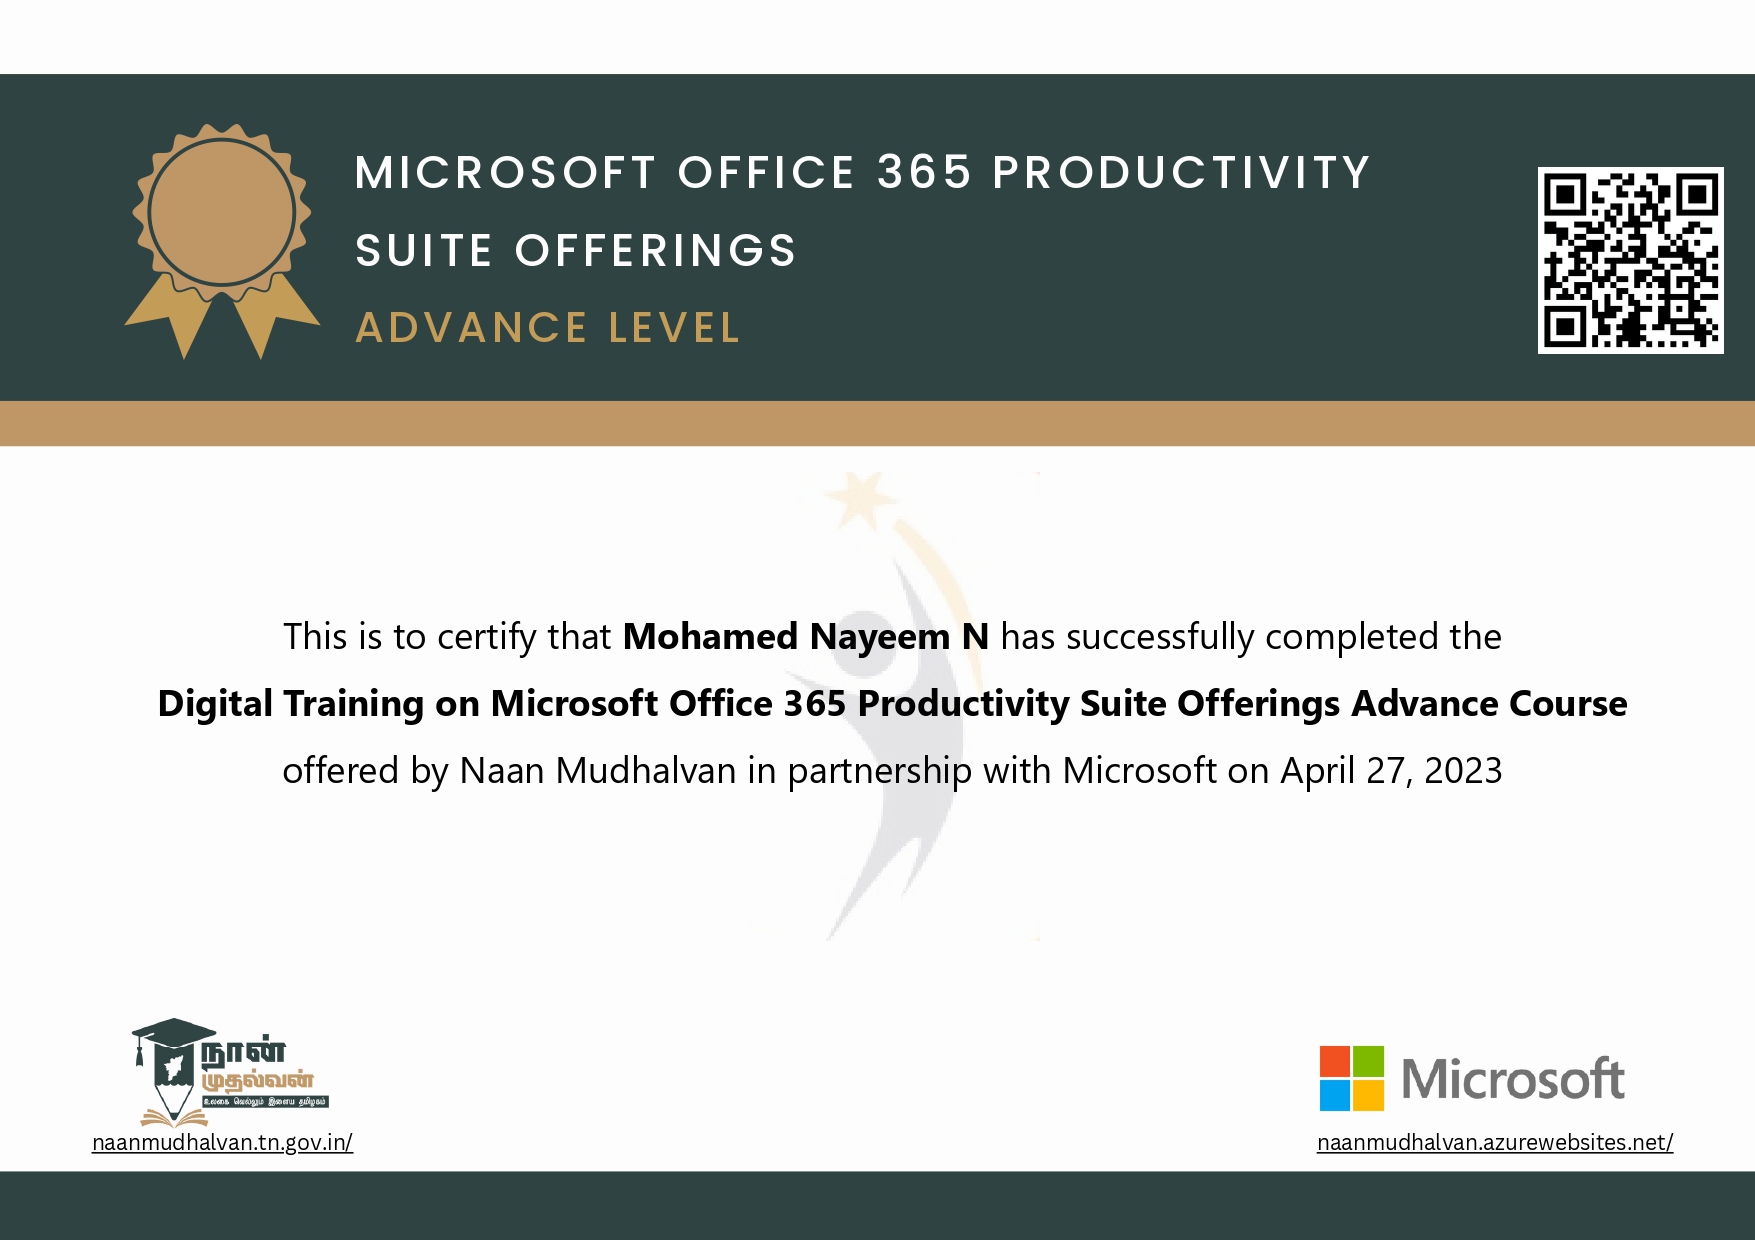 MICROSOFT OFFICE 365 PRODUCTIVITY
SUITE OFFERINGS
ADVANCE LEVEL
This is to certify that Mohamed Nayeem N has successfully completed the
Digital Training on Microsoft Office 365 Productivity Suite Offerings Advance Course
offered by Naan Mudhalvan in partnership with Microsoft on April 27, 2023
நான்
முதல்வன்
உலகை வெல்லும் இளைய தமிழகம்
naanmudhalvan.tn.gov.in/
Microsoft
naanmudhalvan.azurewebsites.net/